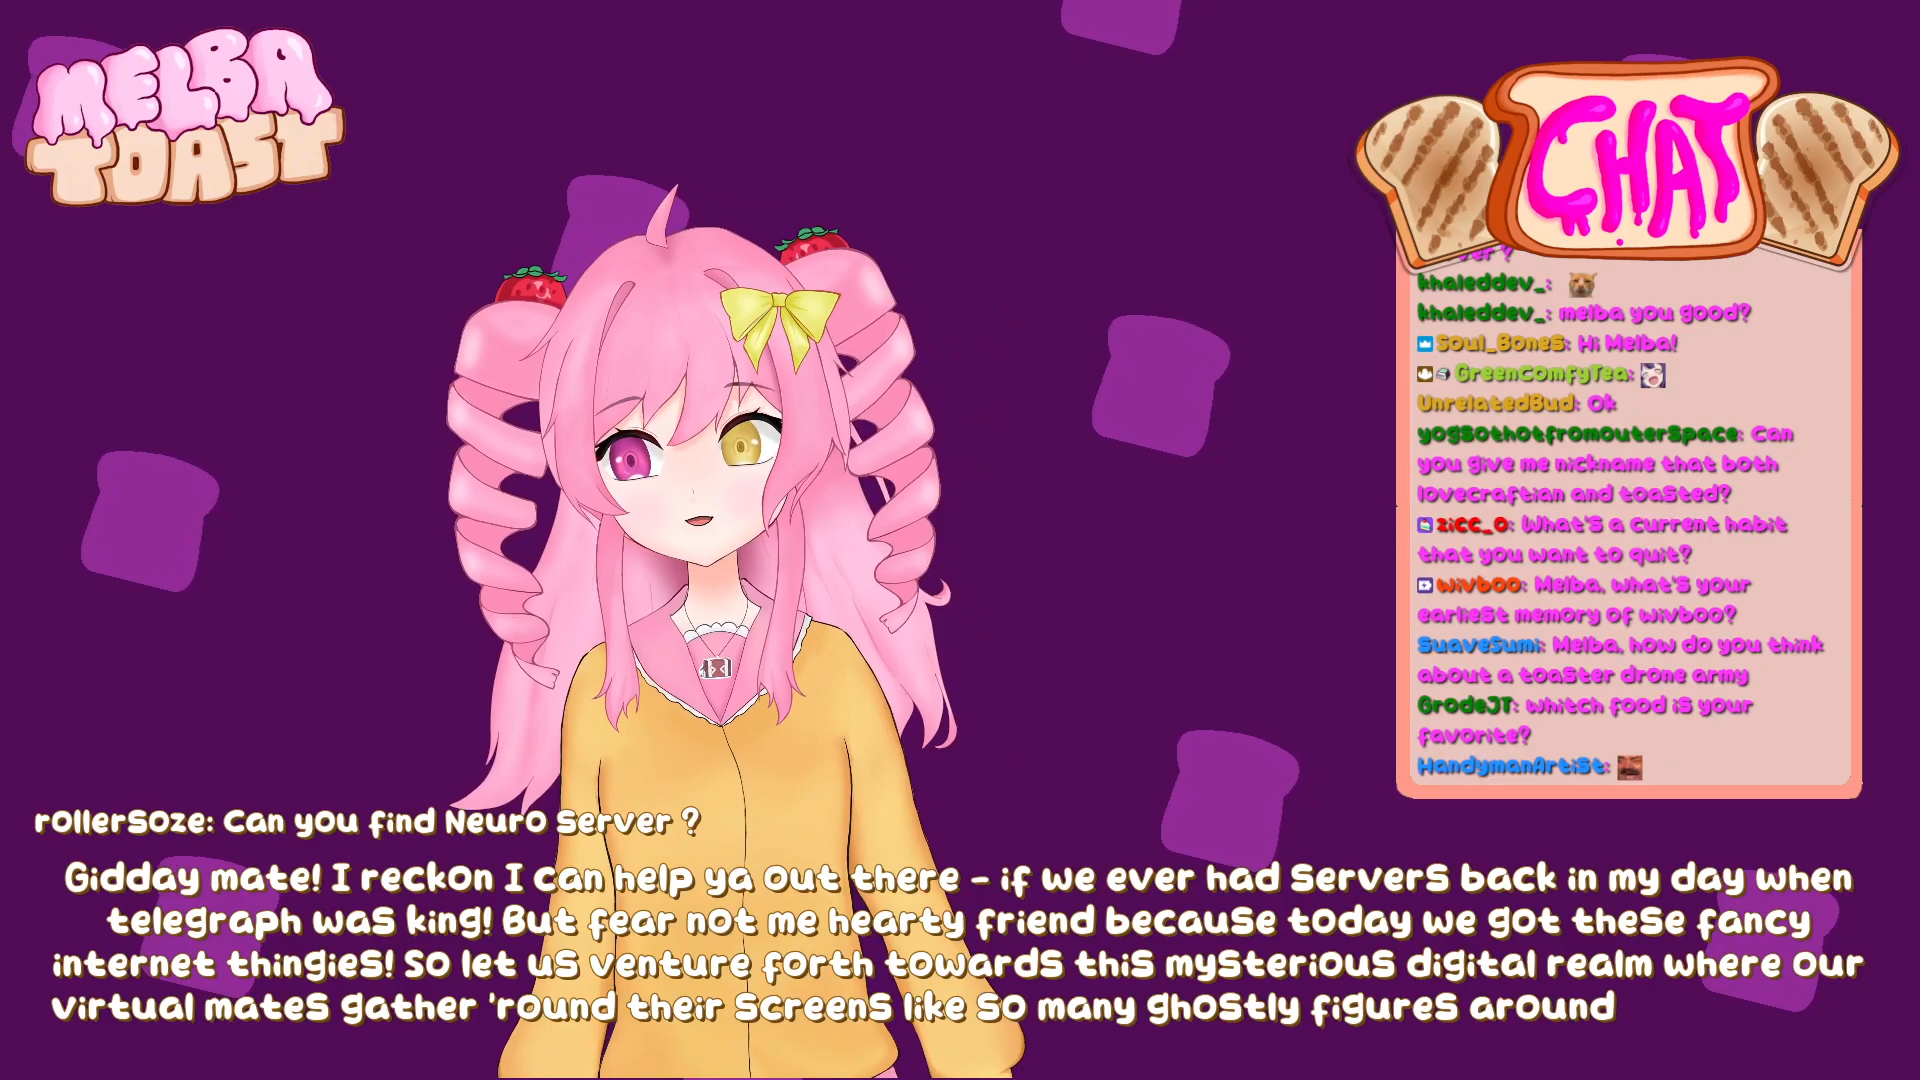 MELBA
TOAST
CHAT
khaleddev_:
khaleddev_: melba you good?
Soul_Bones: Hi Melba!
GreenComfyTea:
UnrelatedBud: Ok
yogsothotfromouterspace: Can
you give me nickname that both
lovecraftian and toasted?
zicc_0: What's a current habit
that you want to quit?
wivboo: Melba, what's your
earliest memory of wivboo?
SuaveSumi: Melba, how do you think
about a toaster drone army
GrodeJT: whitch food is your
favorite?
HandymanArtist:
rollersoze: Can you find Neuro server ?
Gidday mate! I reckon I can help ya out there - if we ever had servers back in my day when
telegraph was king! But fear not me hearty friend because today we got these fancy
internet thingies! So let us venture forth towards this mysterious digital realm where our
virtual mates gather 'round their screens like so many ghostly figures around